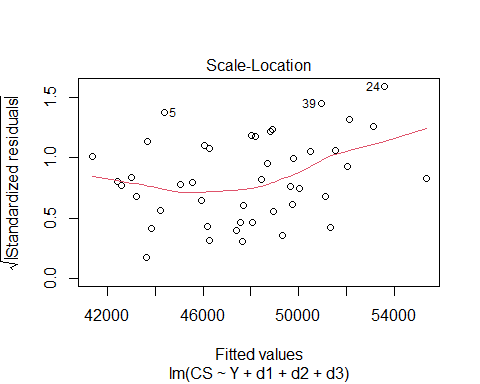 Scale-Location
√|Standardized residuals|
1.5
1.0
0.5
0.0
24
39
5
42000 46000 50000 54000
Fitted values
lm(CS ~ Y + d1 + d2 + d3)